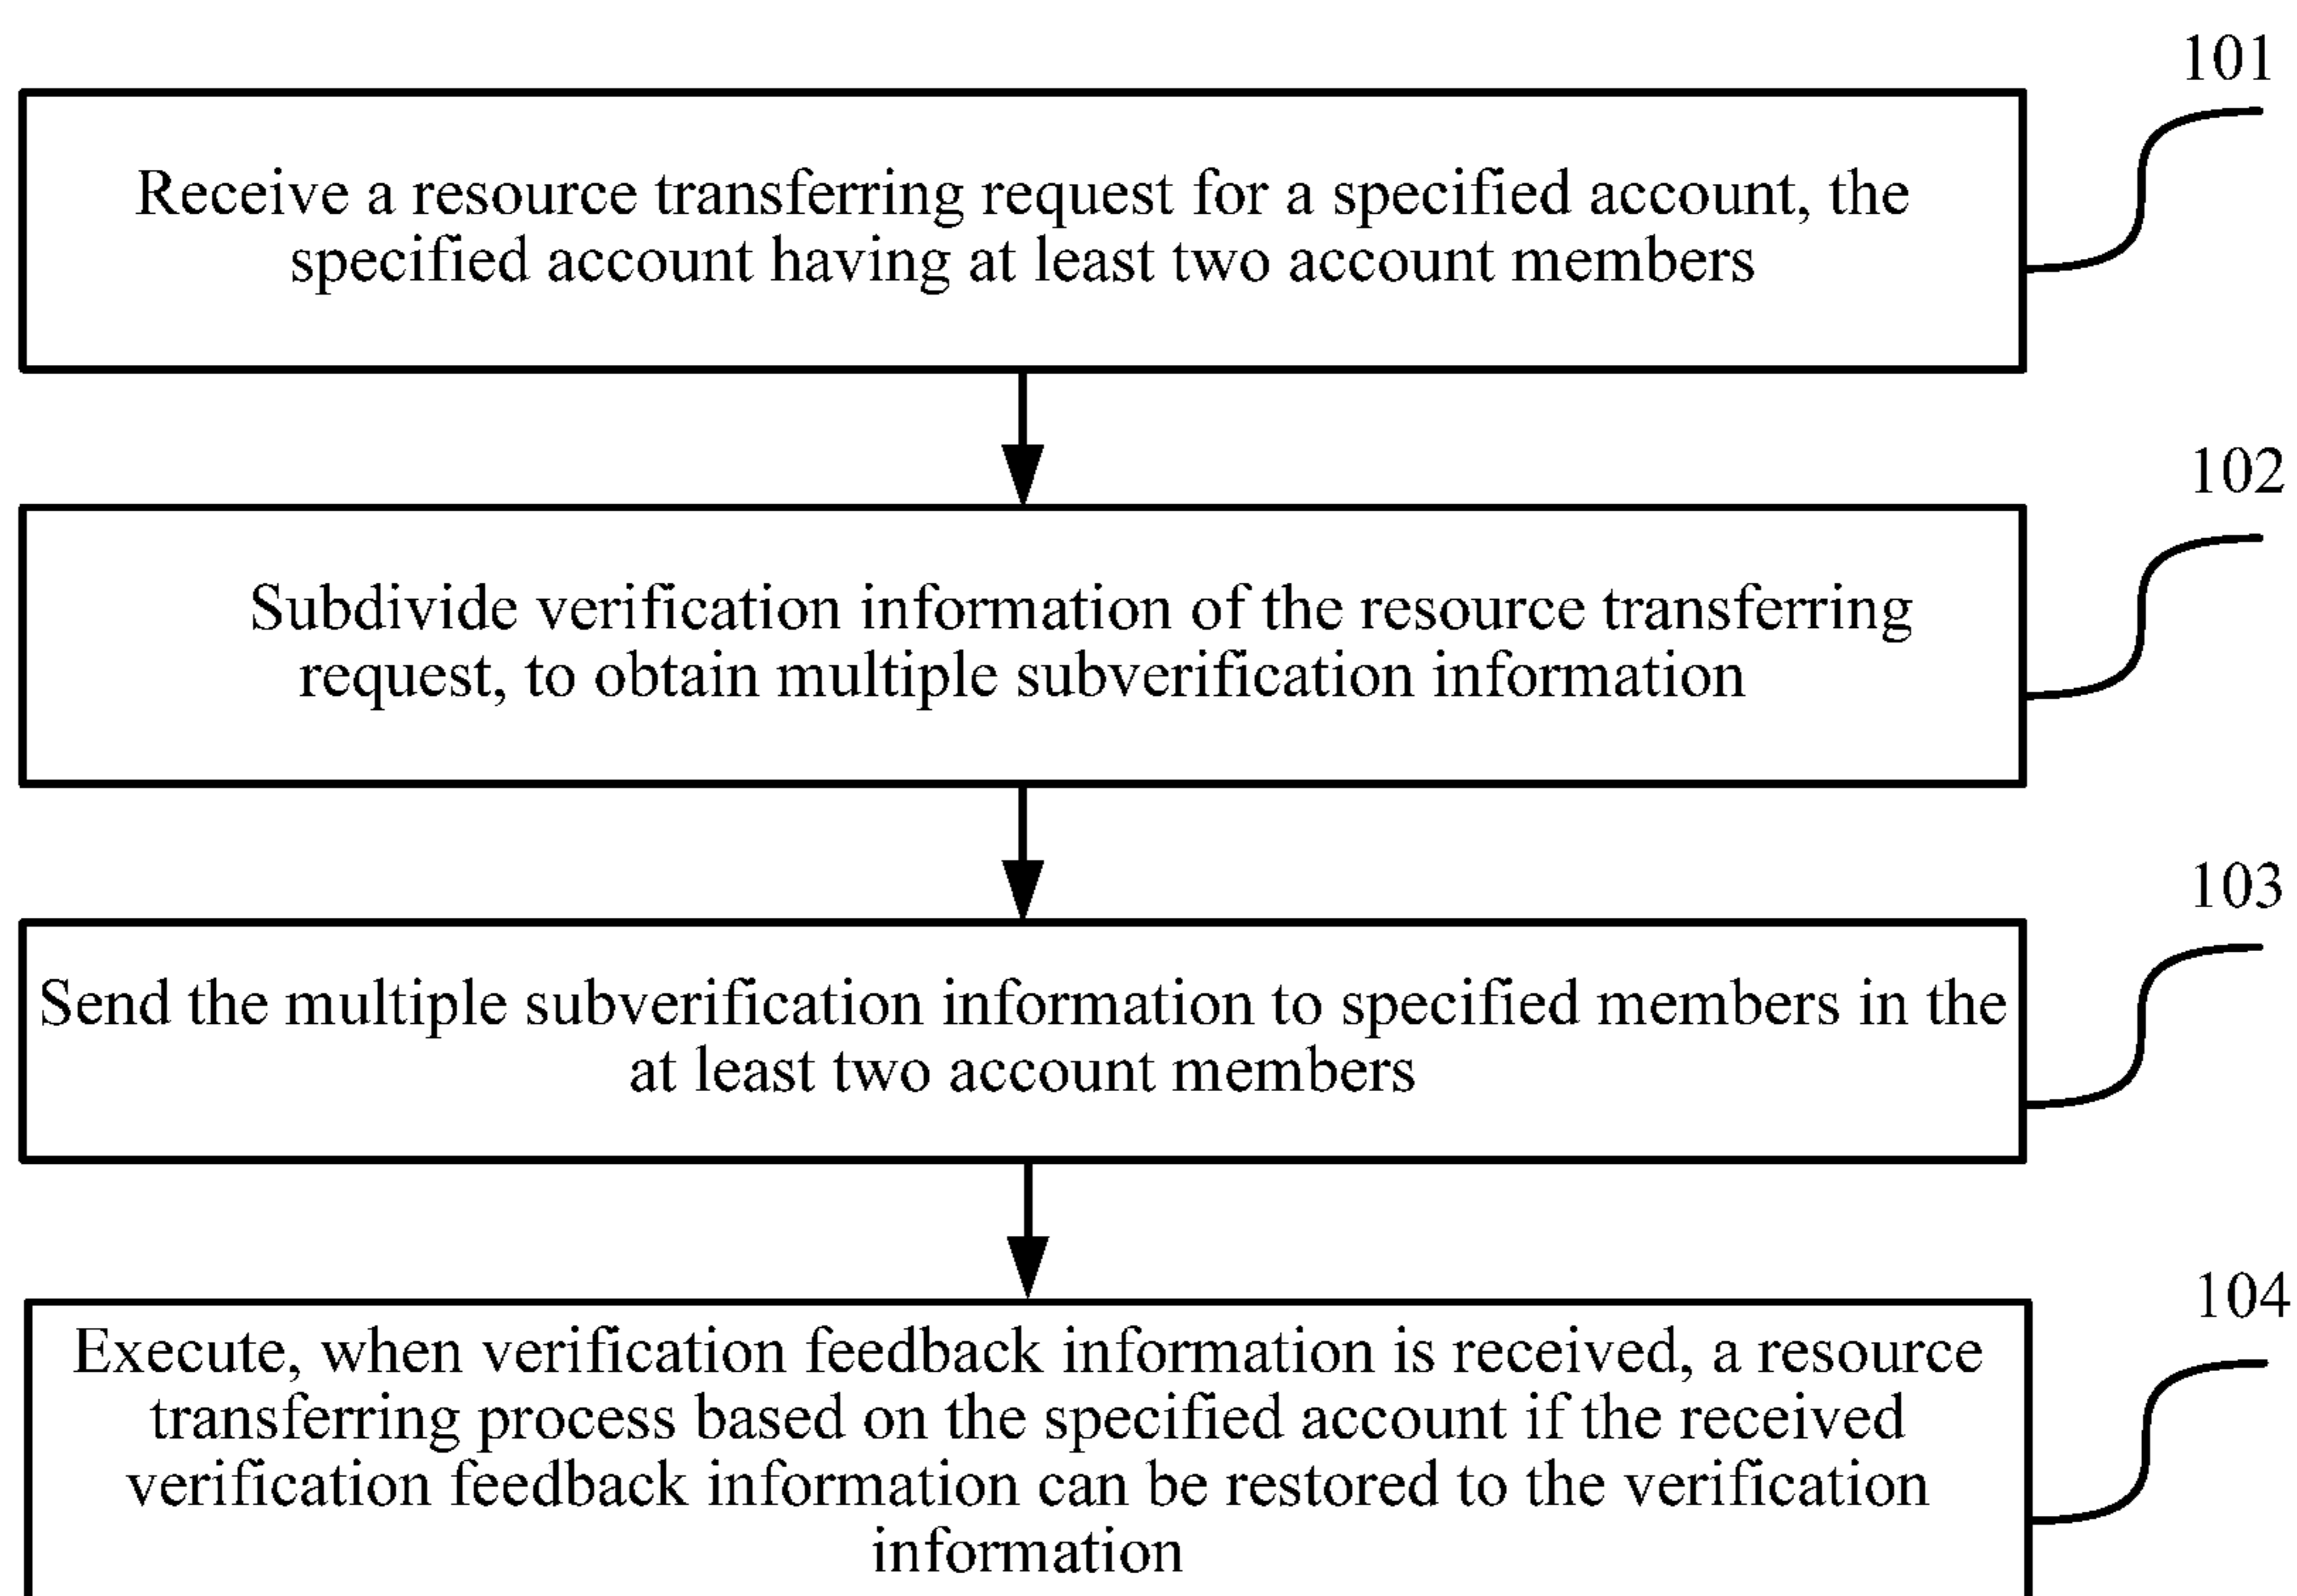 101
Receive a resource transferring request for a specified account, the
specified account having at least two account members
102
Subdivide verification information of the resource transferring
request, to obtain multiple subverification information
103
Send the multiple subverification information to specified members in the
at least two account members
104
Execute, when verification feedback information is received, a resource
transferring process based on the specified account if the received
verification feedback information can be restored to the verification
information